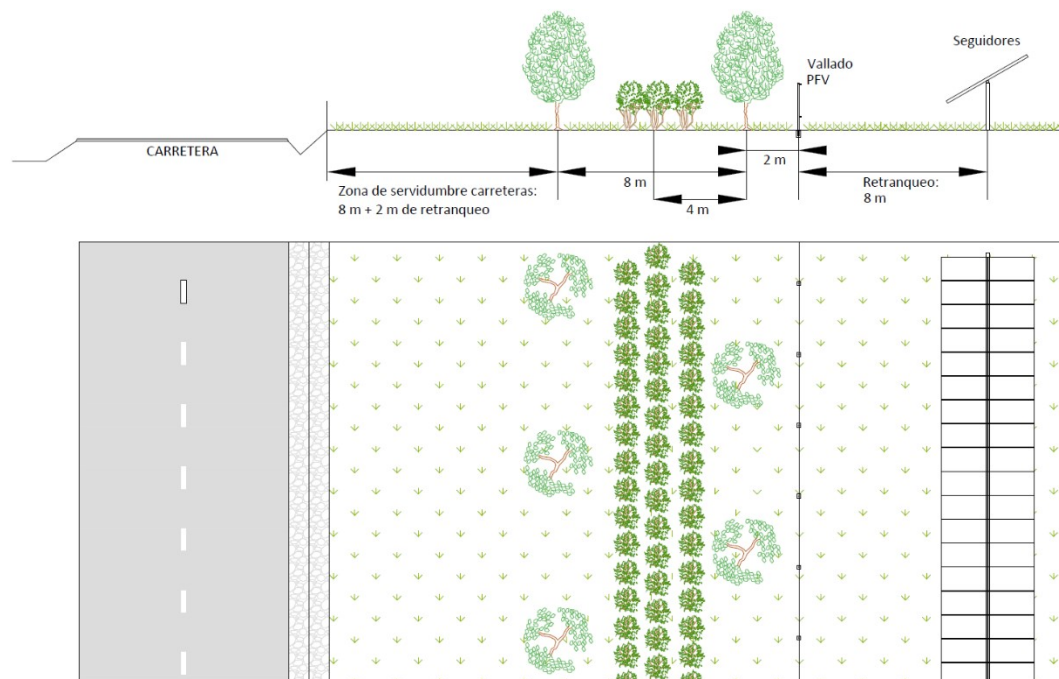 Seguidores
Vallado
PFV
CARRETERA
2 m
8 m
Zona de servidumbre carreteras:
8 m + 2 m de retranqueo
4 m
Retranqueo:
8 m